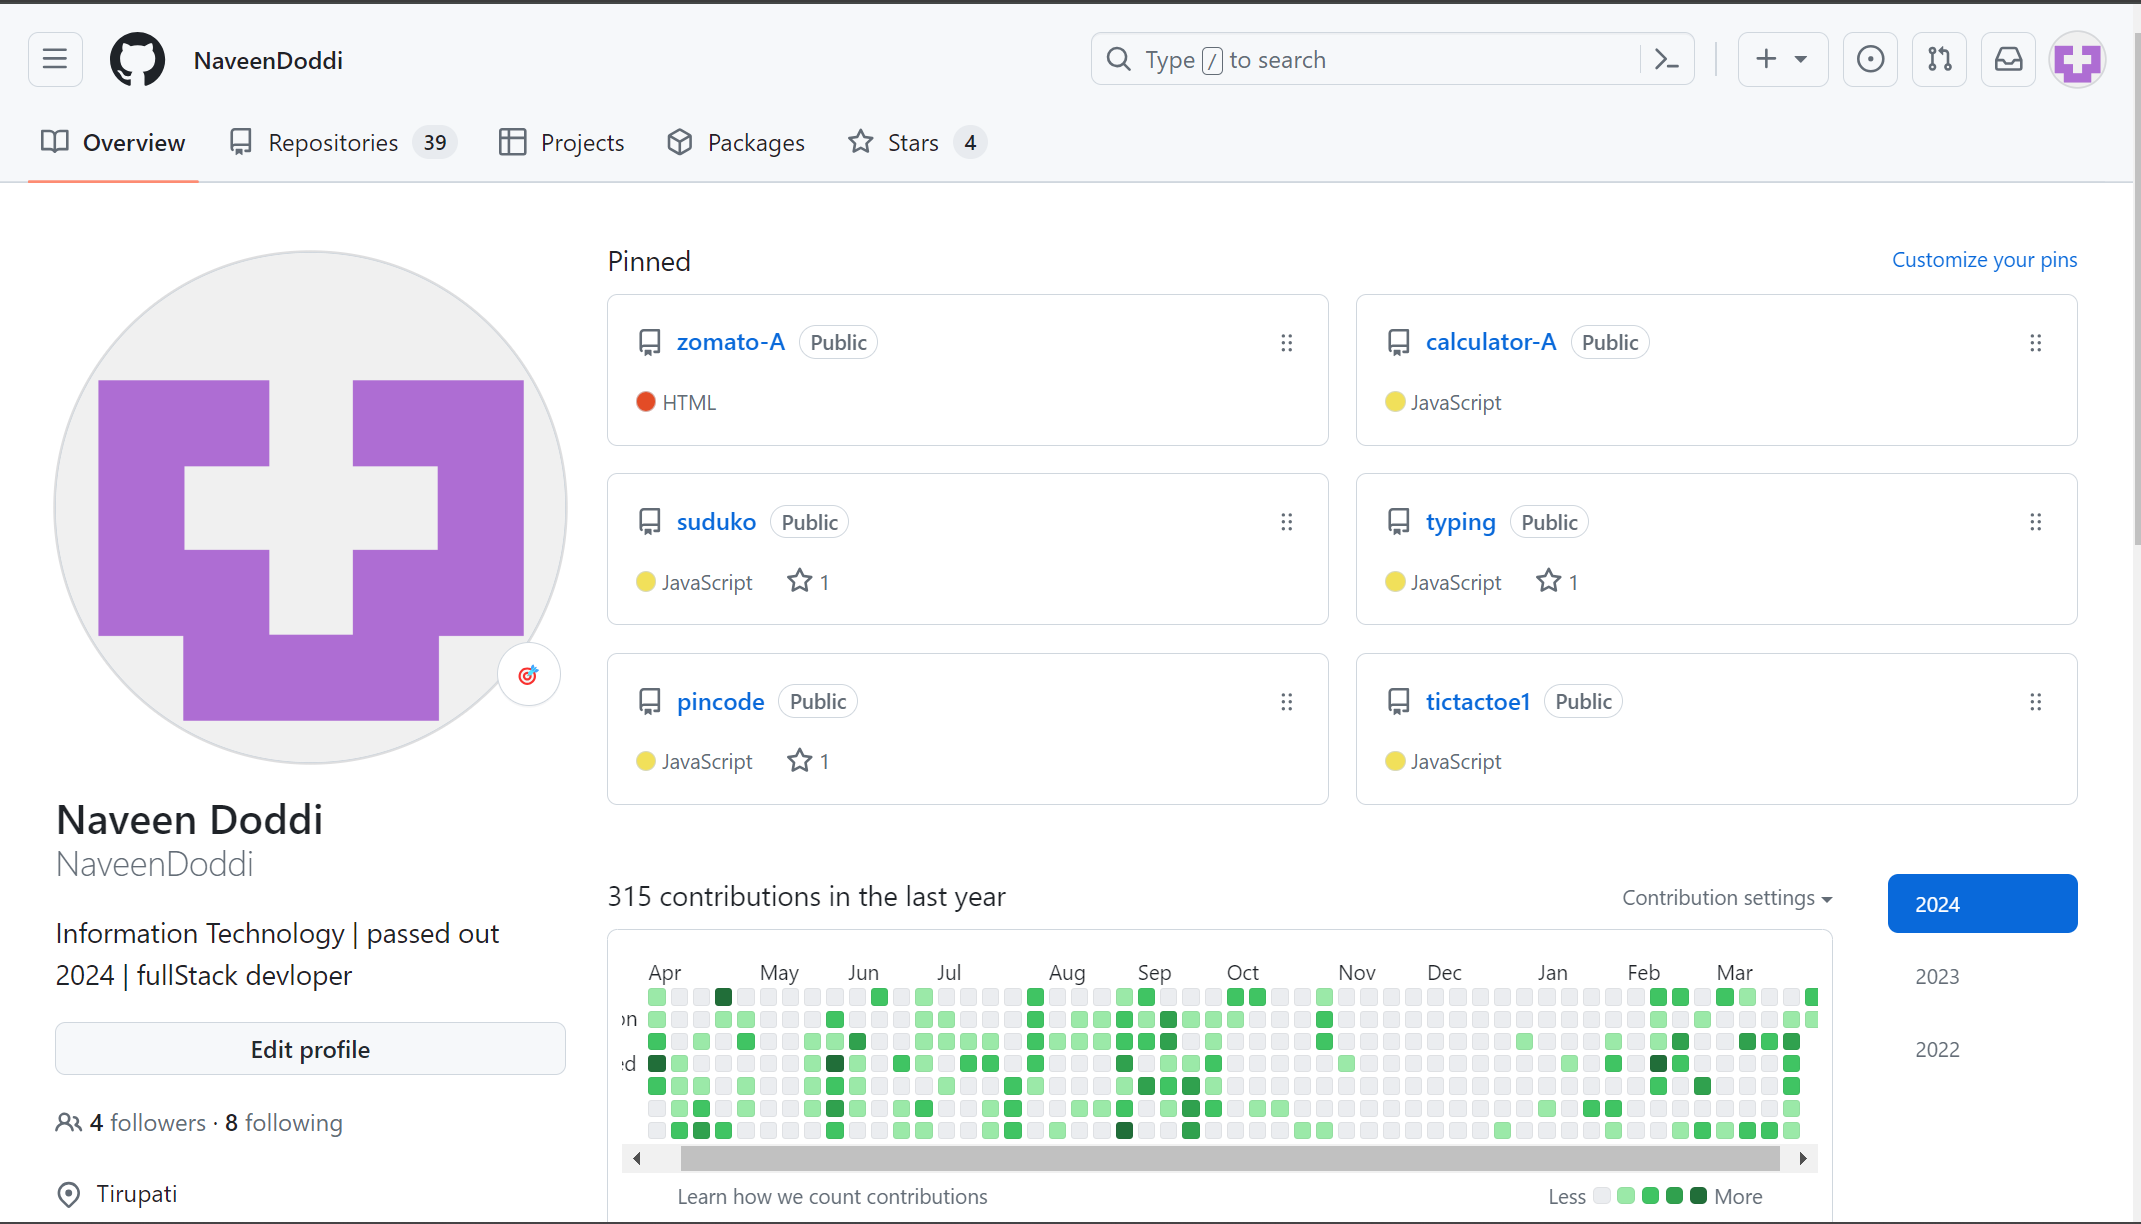 NaveenDoddi
Type / to search
Overview
Repositories 39
Projects
Packages
Stars 4
Pinned
Customize your pins
zomato-A Public
HTML
calculator-A Public
JavaScript
suduko Public
JavaScript 1
typing Public
JavaScript 1
pincode Public
JavaScript 1
tictactoe1 Public
JavaScript
Naveen Doddi
NaveenDoddi
Information Technology | passed out
2024 | fullStack devloper
Edit profile
4 followers · 8 following
Tirupati
315 contributions in the last year
Contribution settings
2024
2023
2022
Apr May Jun Jul Aug Sep Oct Nov Dec Jan Feb Mar
on
ed
Learn how we count contributions
Less More